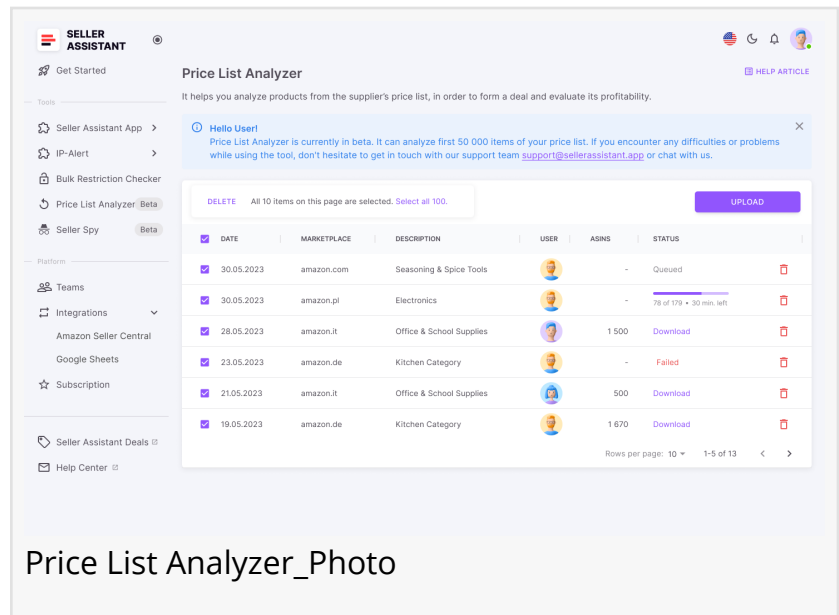 SELLER
ASSISTANT
Get Started
Price List Analyzer
HELP ARTICLE
It helps you analyze products from the supplier's price list, in order to form a deal and evaluate its profitability.
Tools
Seller Assistant App
IP-Alert
Bulk Restriction Checker
Price List Analyzer Beta
Seller Spy Beta
Platform
Teams
Integrations
Amazon Seller Central
Google Sheets
Subscription
Seller Assistant Deals
Help Center
Hello User!
Price List Analyzer is currently in beta. It can analyze first 50 000 items of your price list. If you encounter any difficulties or problems
while using the tool, don't hesitate to get in touch with our support team support@sellerassistant.app or chat with us.
DELETE All 10 items on this page are selected. Select all 100.
UPLOAD
DATE MARKETPLACE DESCRIPTION USER ASINS STATUS
30.05.2023 amazon.com Seasoning & Spice Tools - Queued
30.05.2023 amazon.pl Electronics - 78 of 179 • 30 min. left
28.05.2023 amazon.it Office & School Supplies 1 500 Download
23.05.2023 amazon.de Kitchen Category - Failed
21.05.2023 amazon.it Office & School Supplies 500 Download
19.05.2023 amazon.de Kitchen Category 1 670 Download
Rows per page: 10 1-5 of 13
Price List Analyzer_Photo